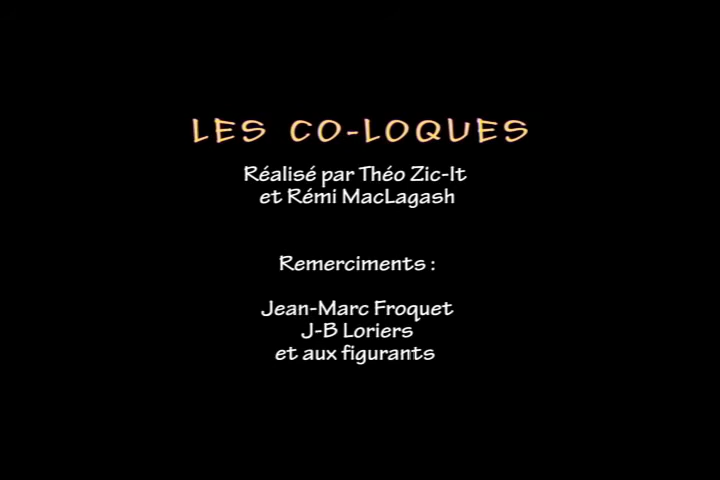 LES CO-LOQUES
Réalisé par Théo Zic-It
et Rémi MacLagash
Remerciments :
Jean-Marc Froquet
J-B Loriers
et aux figurants